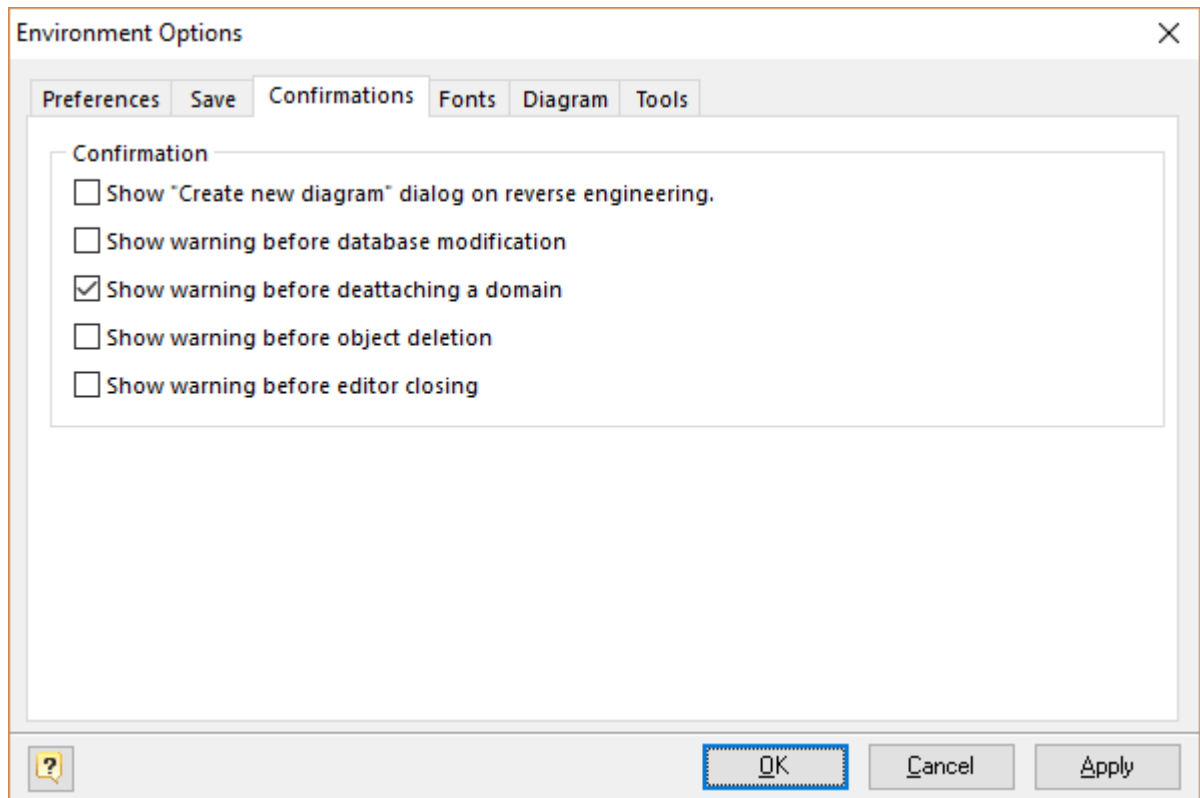 Environment Options
Preferences Save Confirmations Fonts Diagram Tools
Confirmation
Show "Create new diagram" dialog on reverse engineering.
Show warning before database modification
Show warning before deattaching a domain
Show warning before object deletion
Show warning before editor closing
? OK Cancel Apply